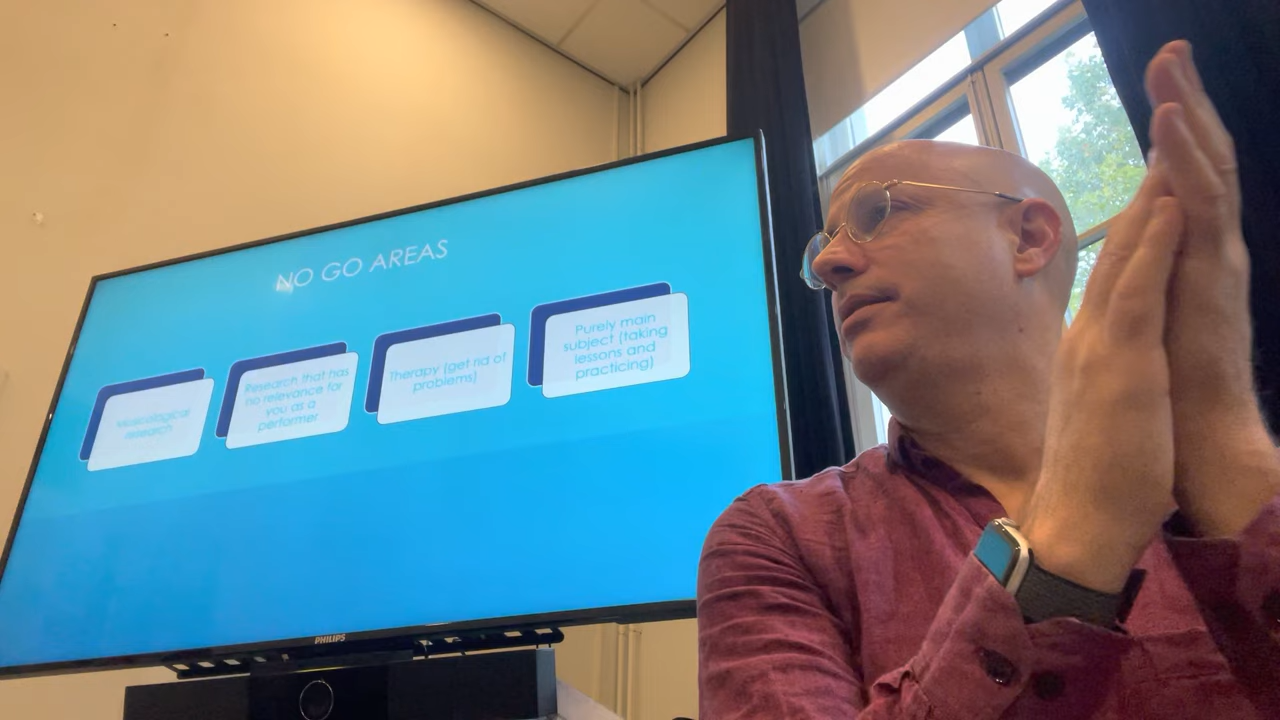 NO GO AREAS
Musicological
research
Research that has
no relevance for
you as a
performer
Therapy (get rid of
problems)
Purely main
subject (taking
lessons and
practicing)
PHILIPS